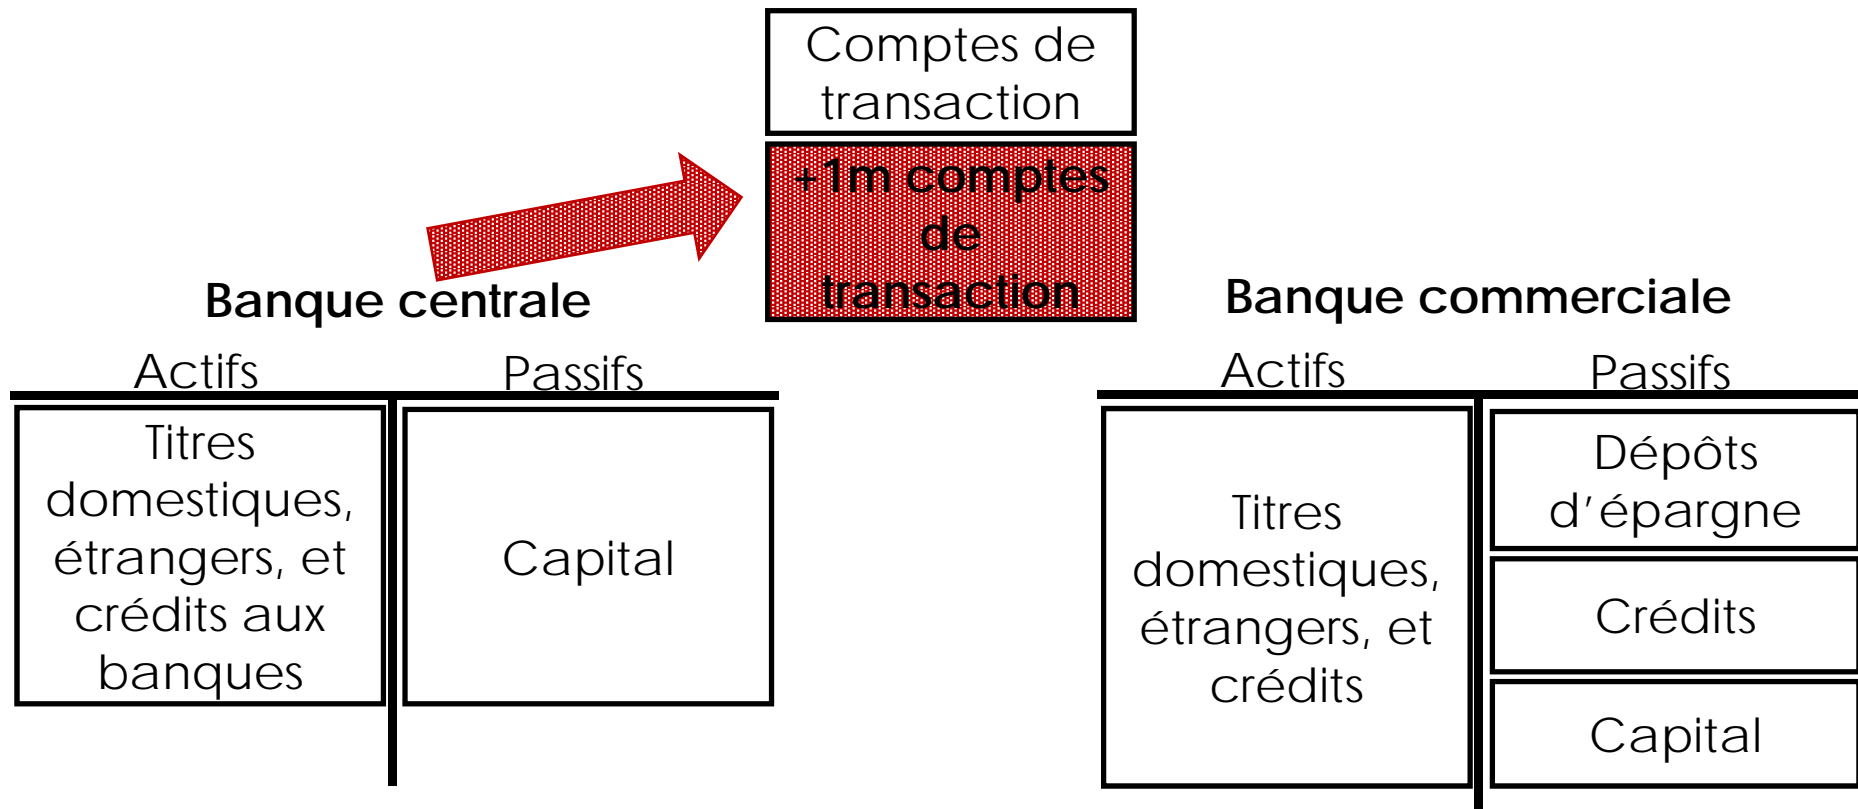 Comptes de
transaction
+1m comptes
de
transaction
Banque centrale
Actifs
Passifs
Titres
domestiques,
étrangers, et
crédits aux
banques
Capital
Banque commerciale
Actifs
Passifs
Titres
domestiques,
étrangers, et
crédits
Dépôts
d’épargne
Crédits
Capital